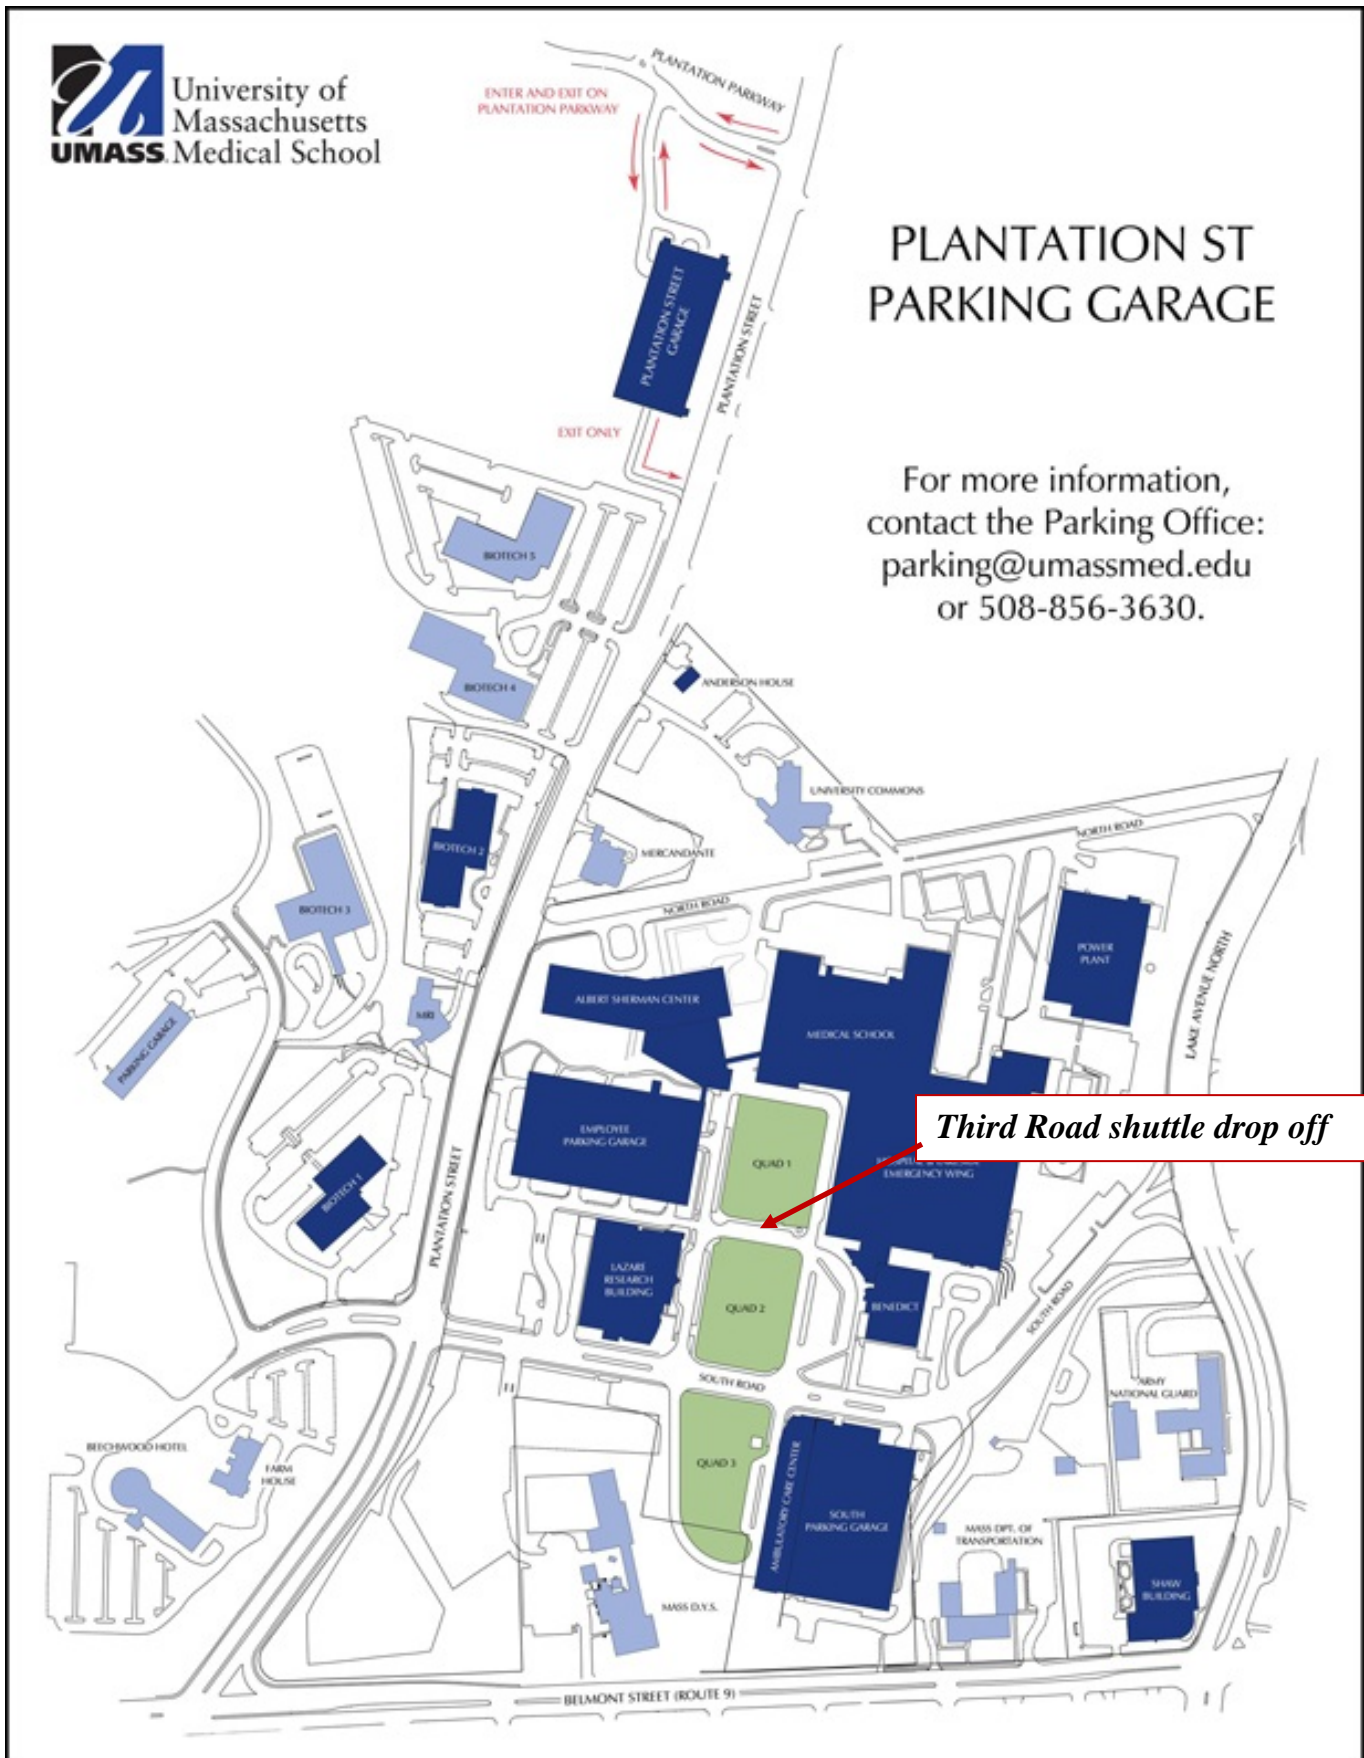 University of
Massachusetts
UMASS Medical School
PLANTATION PARKWAY
ENTER AND EXIT ON
PLANTATION PARKWAY
PLANTATION ST
PARKING GARAGE
PLANTATION STREET
GARAGE
PLANTATION STREET
EXIT ONLY
For more information,
contact the Parking Office:
parking@umassmed.edu
or 508-856-3630.
BIOTECH 5
BIOTECH 4
ANDERSON HOUSE
UNIVERSITY COMMONS
NORTH ROAD
BIOTECH 2
MERCANDANTE
BIOTECH 3
NORTH ROAD
POWER
PLANT
LAKE AVENUE NORTH
ALBERT SHERMAN CENTER
MRI
MEDICAL SCHOOL
PARKING GARAGE
Third Road shuttle drop off
EMPLOYEE
PARKING GARAGE
QUAD 1
EMERGENCY WING
BIOTECH 1
PLANTATION STREET
LAZARE
RESEARCH
BUILDING
QUAD 2
BENEDICT
SOUTH ROAD
SOUTH ROAD
ARMY
NATIONAL GUARD
BEECHWOOD HOTEL
FARM
HOUSE
QUAD 3
AMBULATORY CARE CENTER
SOUTH
PARKING GARAGE
MASS DPT. OF
TRANSPORTATION
SHAW
BUILDING
MASS D.Y.S.
BELMONT STREET (ROUTE 9)